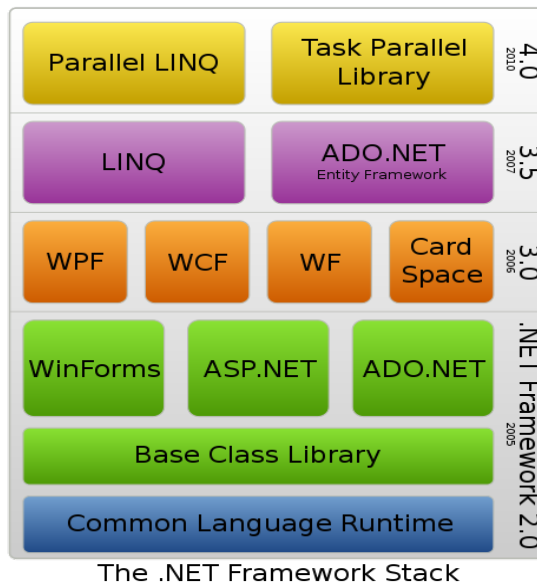 Parallel LINQ
Task Parallel
Library
4.0
2010
LINQ
ADO.NET
Entity Framework
3.5
2007
WPF
WCF
WF
Card
Space
3.0
2006
WinForms
ASP.NET
ADO.NET
Base Class Library
Common Language Runtime
.NET Framework 2.0
2005
The .NET Framework Stack